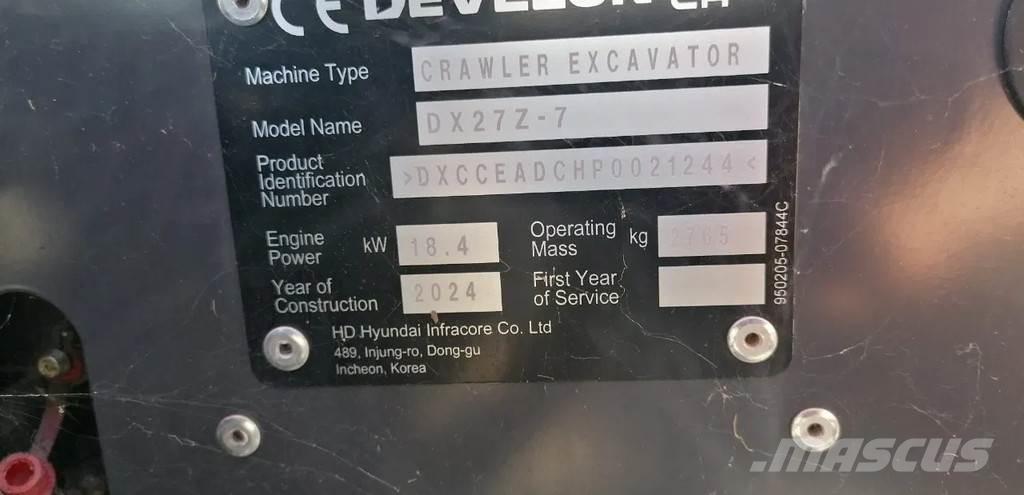 CE DEVELON
Machine Type CRAWLER EXCAVATOR
Model Name DX27Z-7
Product
Identification
Number >DXCCEADCHP0021244<
Engine
Power kW 18.4
Operating
Mass kg 2765
Year of
Construction 2024
First Year
of Service
HD Hyundai Infracore Co. Ltd
489, Injung-ro, Dong-gu
Incheon, Korea
950205-07844C
MASCUS